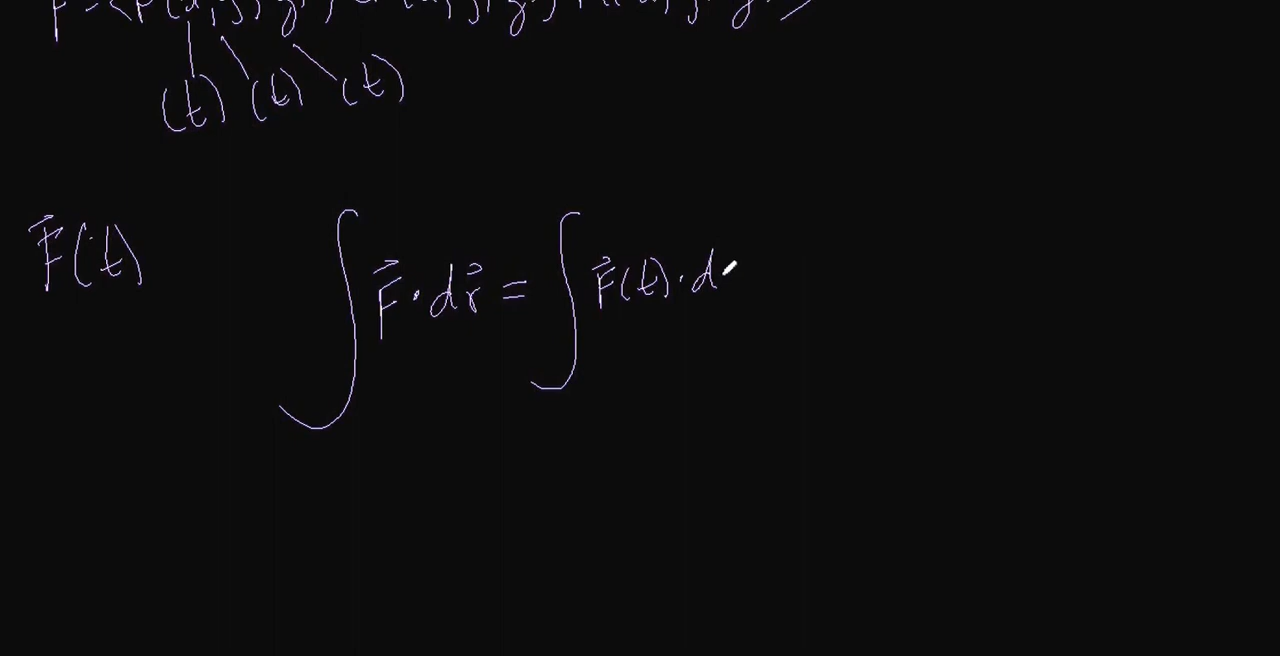 (t) (t) (t)
F⃗(t) ∫ F⃗ · dr⃗ = ∫ F⃗(t) · d